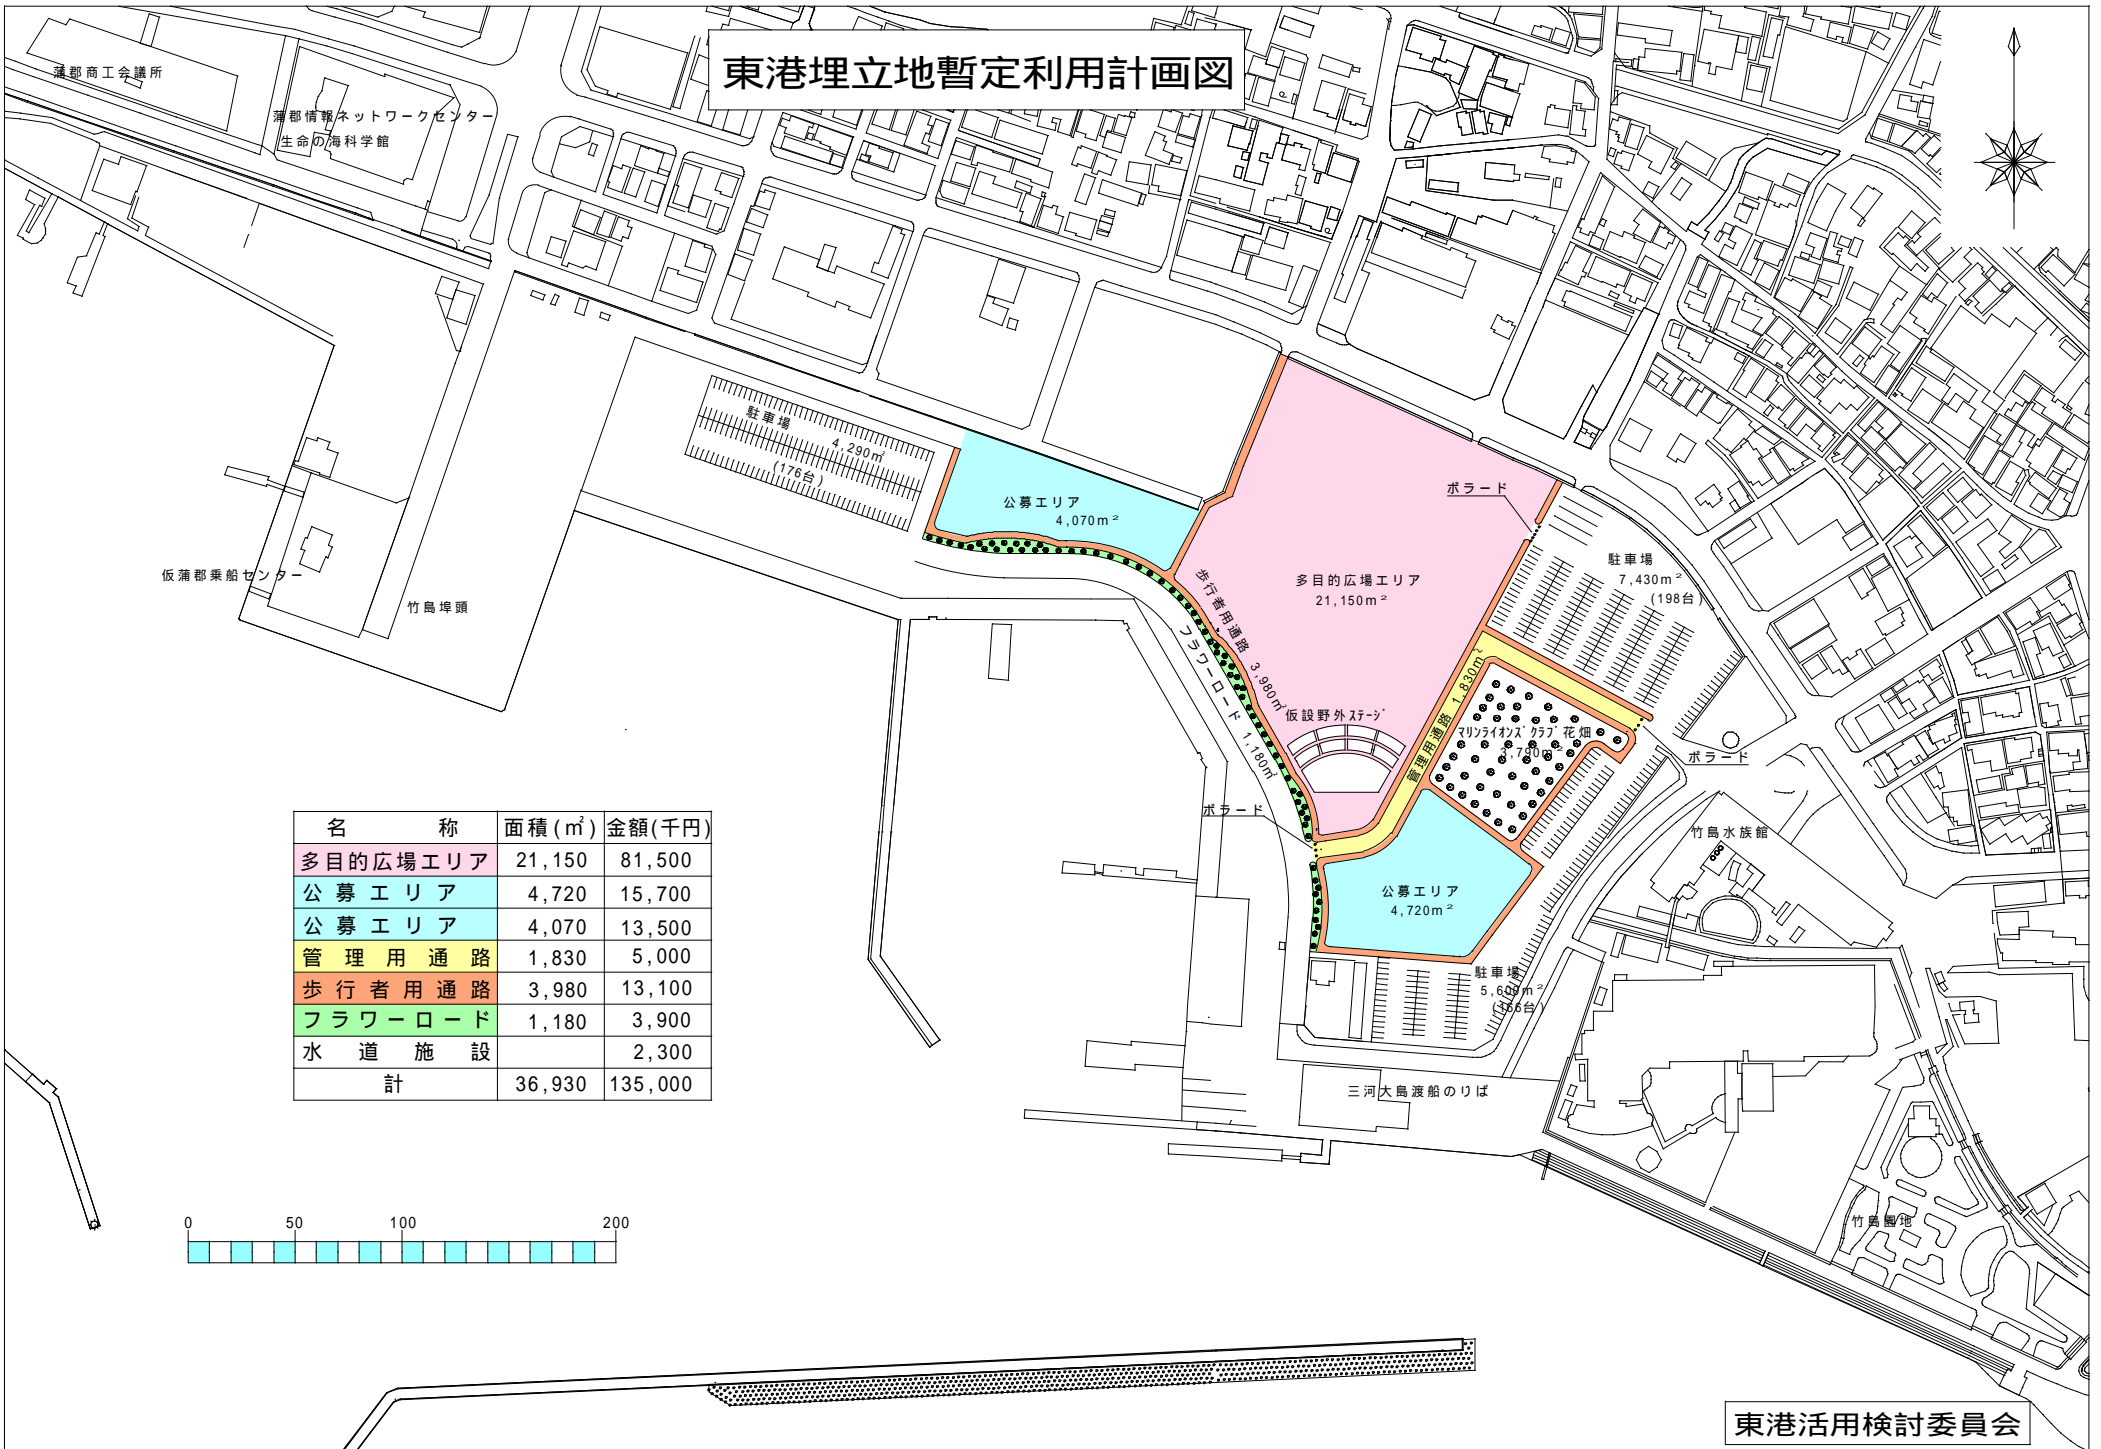 東港埋立地暫定利用計画図
蒲郡商工会議所
蒲郡情報ネットワークセンター
生命の海科学館
駐車場
4,290㎡
(176台)
公募エリア
4,070m²
ボラード
多目的広場エリア
21,150m²
駐車場
7,430m²
(198台)
仮蒲郡乗船センター
竹島埠頭
歩行者用通路 3,980㎡
フラワーロード 1,180㎡
仮設野外ステージ
管理用通路 1,830m²
マリンライオンズクラブ花畑
3,790m²
ボラード
ボラード
竹島水族館
公募エリア
4,720m²
駐車場
5,600m²
(166台)
三河大島渡船のりば
竹島園地
名 称 面積(㎡) 金額(千円)
多目的広場エリア 21,150 81,500
公募エリア 4,720 15,700
公募エリア 4,070 13,500
管理用通路 1,830 5,000
歩行者用通路 3,980 13,100
フラワーロード 1,180 3,900
水道施設 2,300
計 36,930 135,000
0 50 100 200
東港活用検討委員会